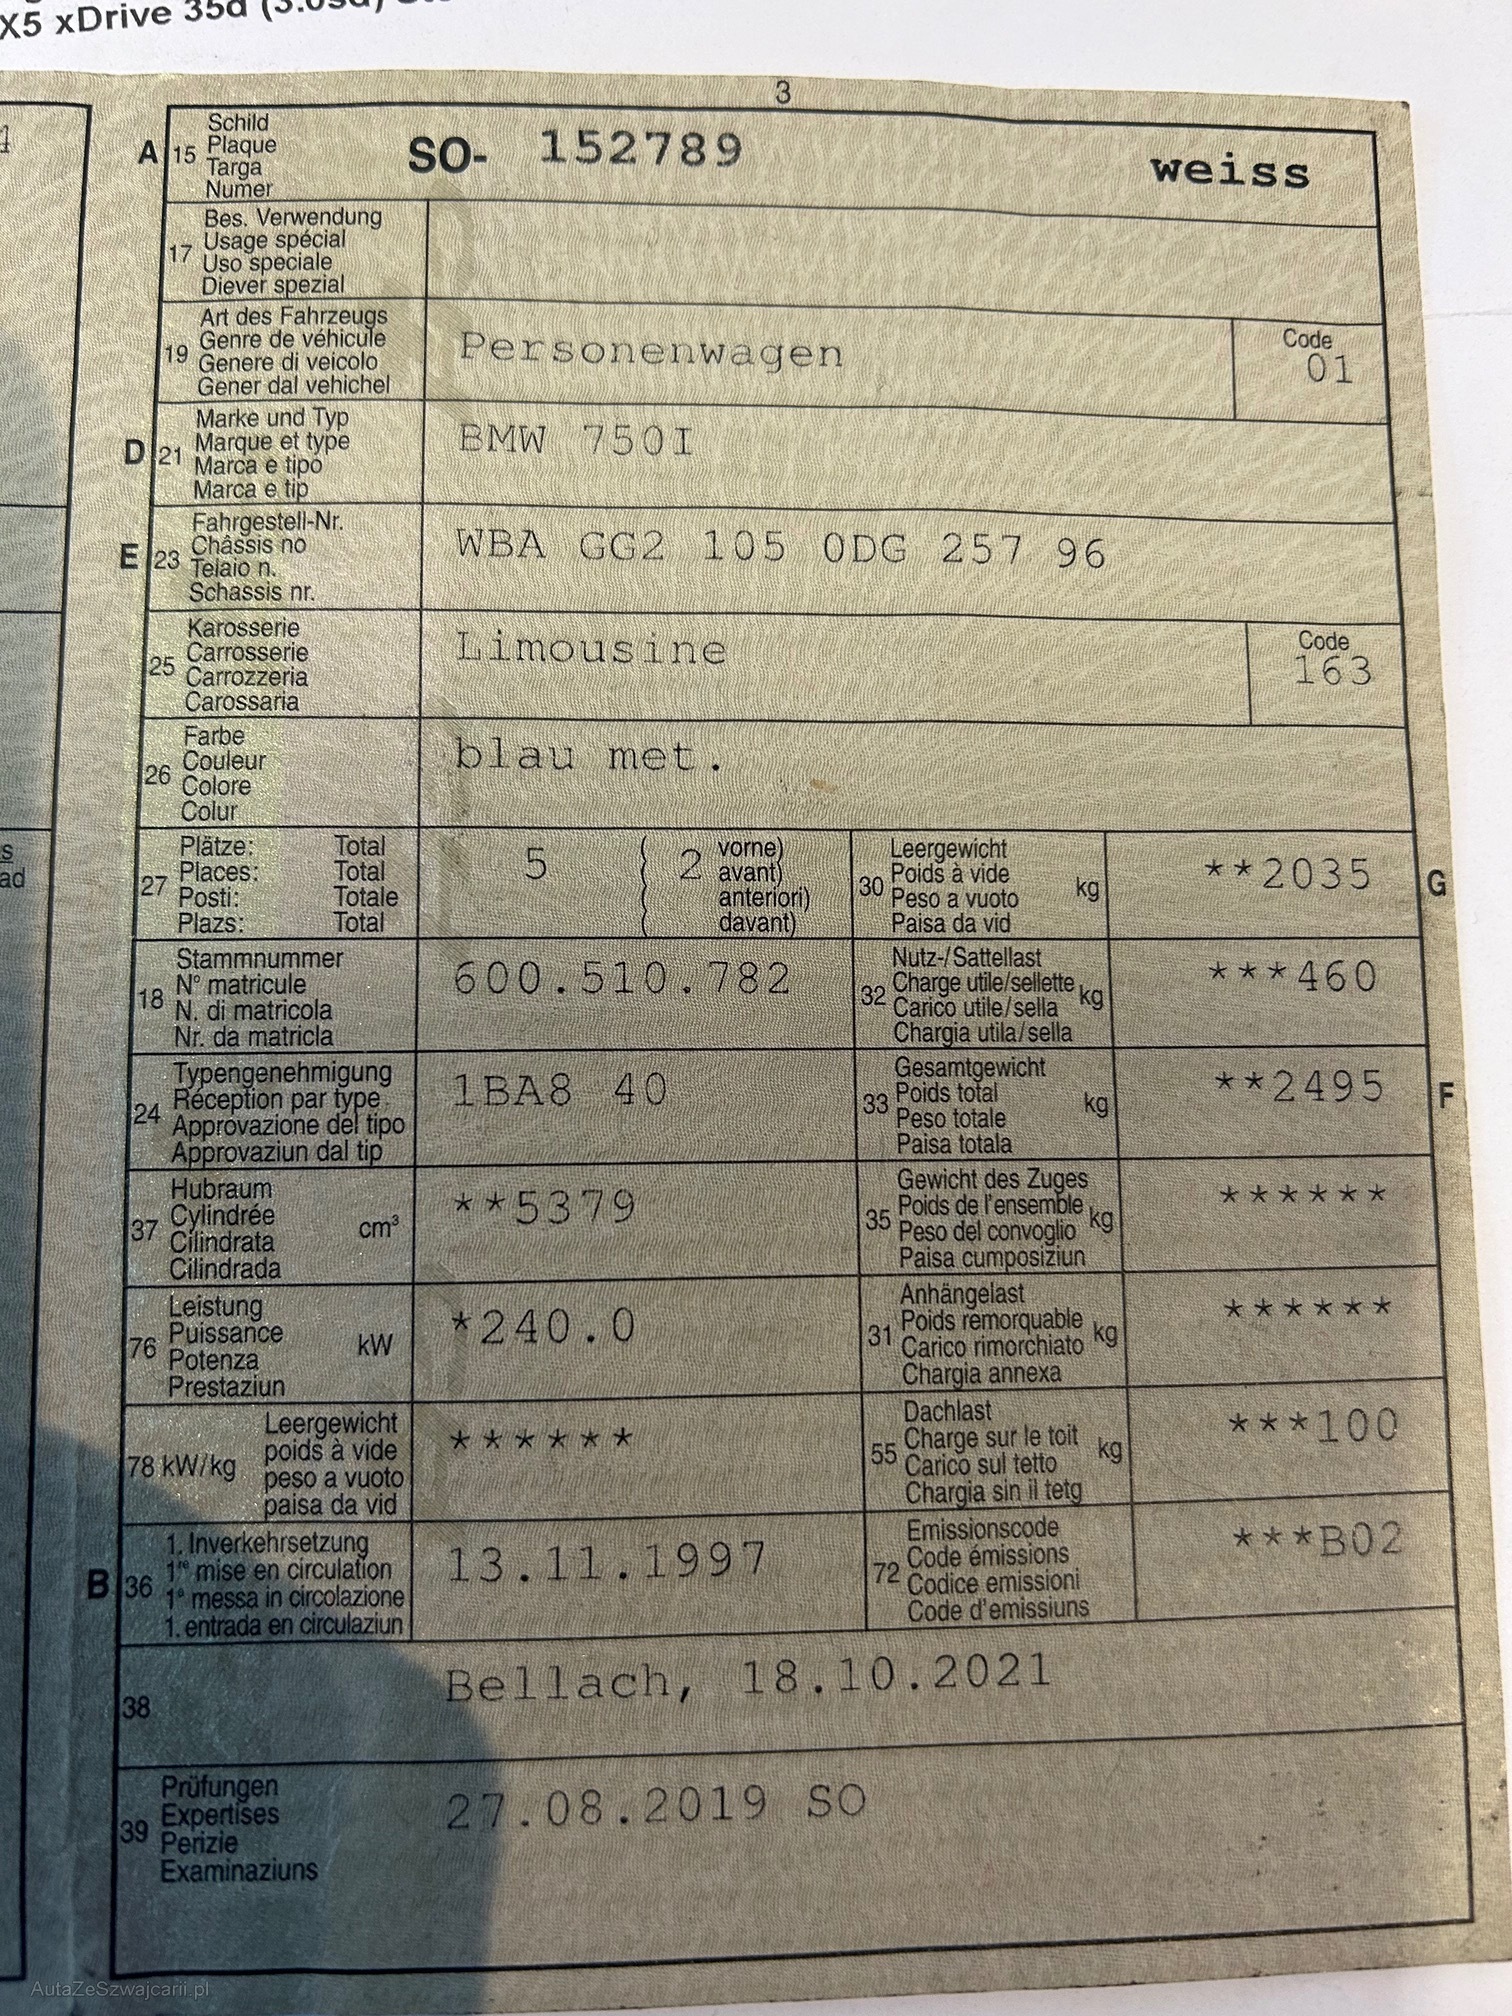 X5 xDrive 35d
3
A 15 Schild
Plaque
Targa
Numer
SO- 152789 weiss
17 Bes. Verwendung
Usage spécial
Uso speciale
Diever spezial
19 Art des Fahrzeugs
Genre de véhicule
Genere di veicolo
Gener dal vehichel
Personenwagen
Code
01
D 21 Marke und Typ
Marque et type
Marca e tipo
Marca e tip
BMW 750I
E 23 Fahrgestell-Nr.
Châssis no
Telaio n.
Schassis nr.
WBA GG2 105 0DG 257 96
25 Karosserie
Carrosserie
Carrozzeria
Carossaria
Limousine
Code
163
26 Farbe
Couleur
Colore
Colur
blau met.
27 Plätze: Total
Places: Total
Posti: Totale
Plazs: Total
5 ( 2 vorne)
avant)
anteriori)
( davant)
30 Leergewicht
Poids à vide
Peso a vuoto
Paisa da vid
kg **2035 G
18 Stammnummer
N° matricule
N. di matricola
Nr. da matricla
600.510.782
32 Nutz-/Sattellast
Charge utile/sellette
Carico utile/sella
Chargia utila/sella
kg ***460
24 Typengenehmigung
Réception par type
Approvazione del tipo
Approvaziun dal tip
1BA8 40
33 Gesamtgewicht
Poids total
Peso totale
Paisa totala
kg **2495 F
37 Hubraum
Cylindrée
Cilindrata
Cilindrada
cm³ **5379
35 Gewicht des Zuges
Poids de l'ensemble
Peso del convoglio
Paisa cumposiziun
kg ******
76 Leistung
Puissance
Potenza
Prestaziun
kW *240.0
31 Anhängelast
Poids remorquable
Carico rimorchiato
Chargia annexa
kg ******
78 kW/kg Leergewicht
poids à vide
peso a vuoto
paisa da vid
******
55 Dachlast
Charge sur le toit
Carico sul tetto
Chargia sin il tetg
kg ***100
B 36 1. Inverkehrsetzung
1re mise en circulation
1a messa in circolazione
1. entrada en circulaziun
13.11.1997
72 Emissionscode
Code émissions
Codice emissioni
Code d'emissiuns
***B02
38 Bellach, 18.10.2021
39 Prüfungen
Expertises
Perizie
Examinaziuns
27.08.2019 SO
AutaZeSzwajcarii.pl